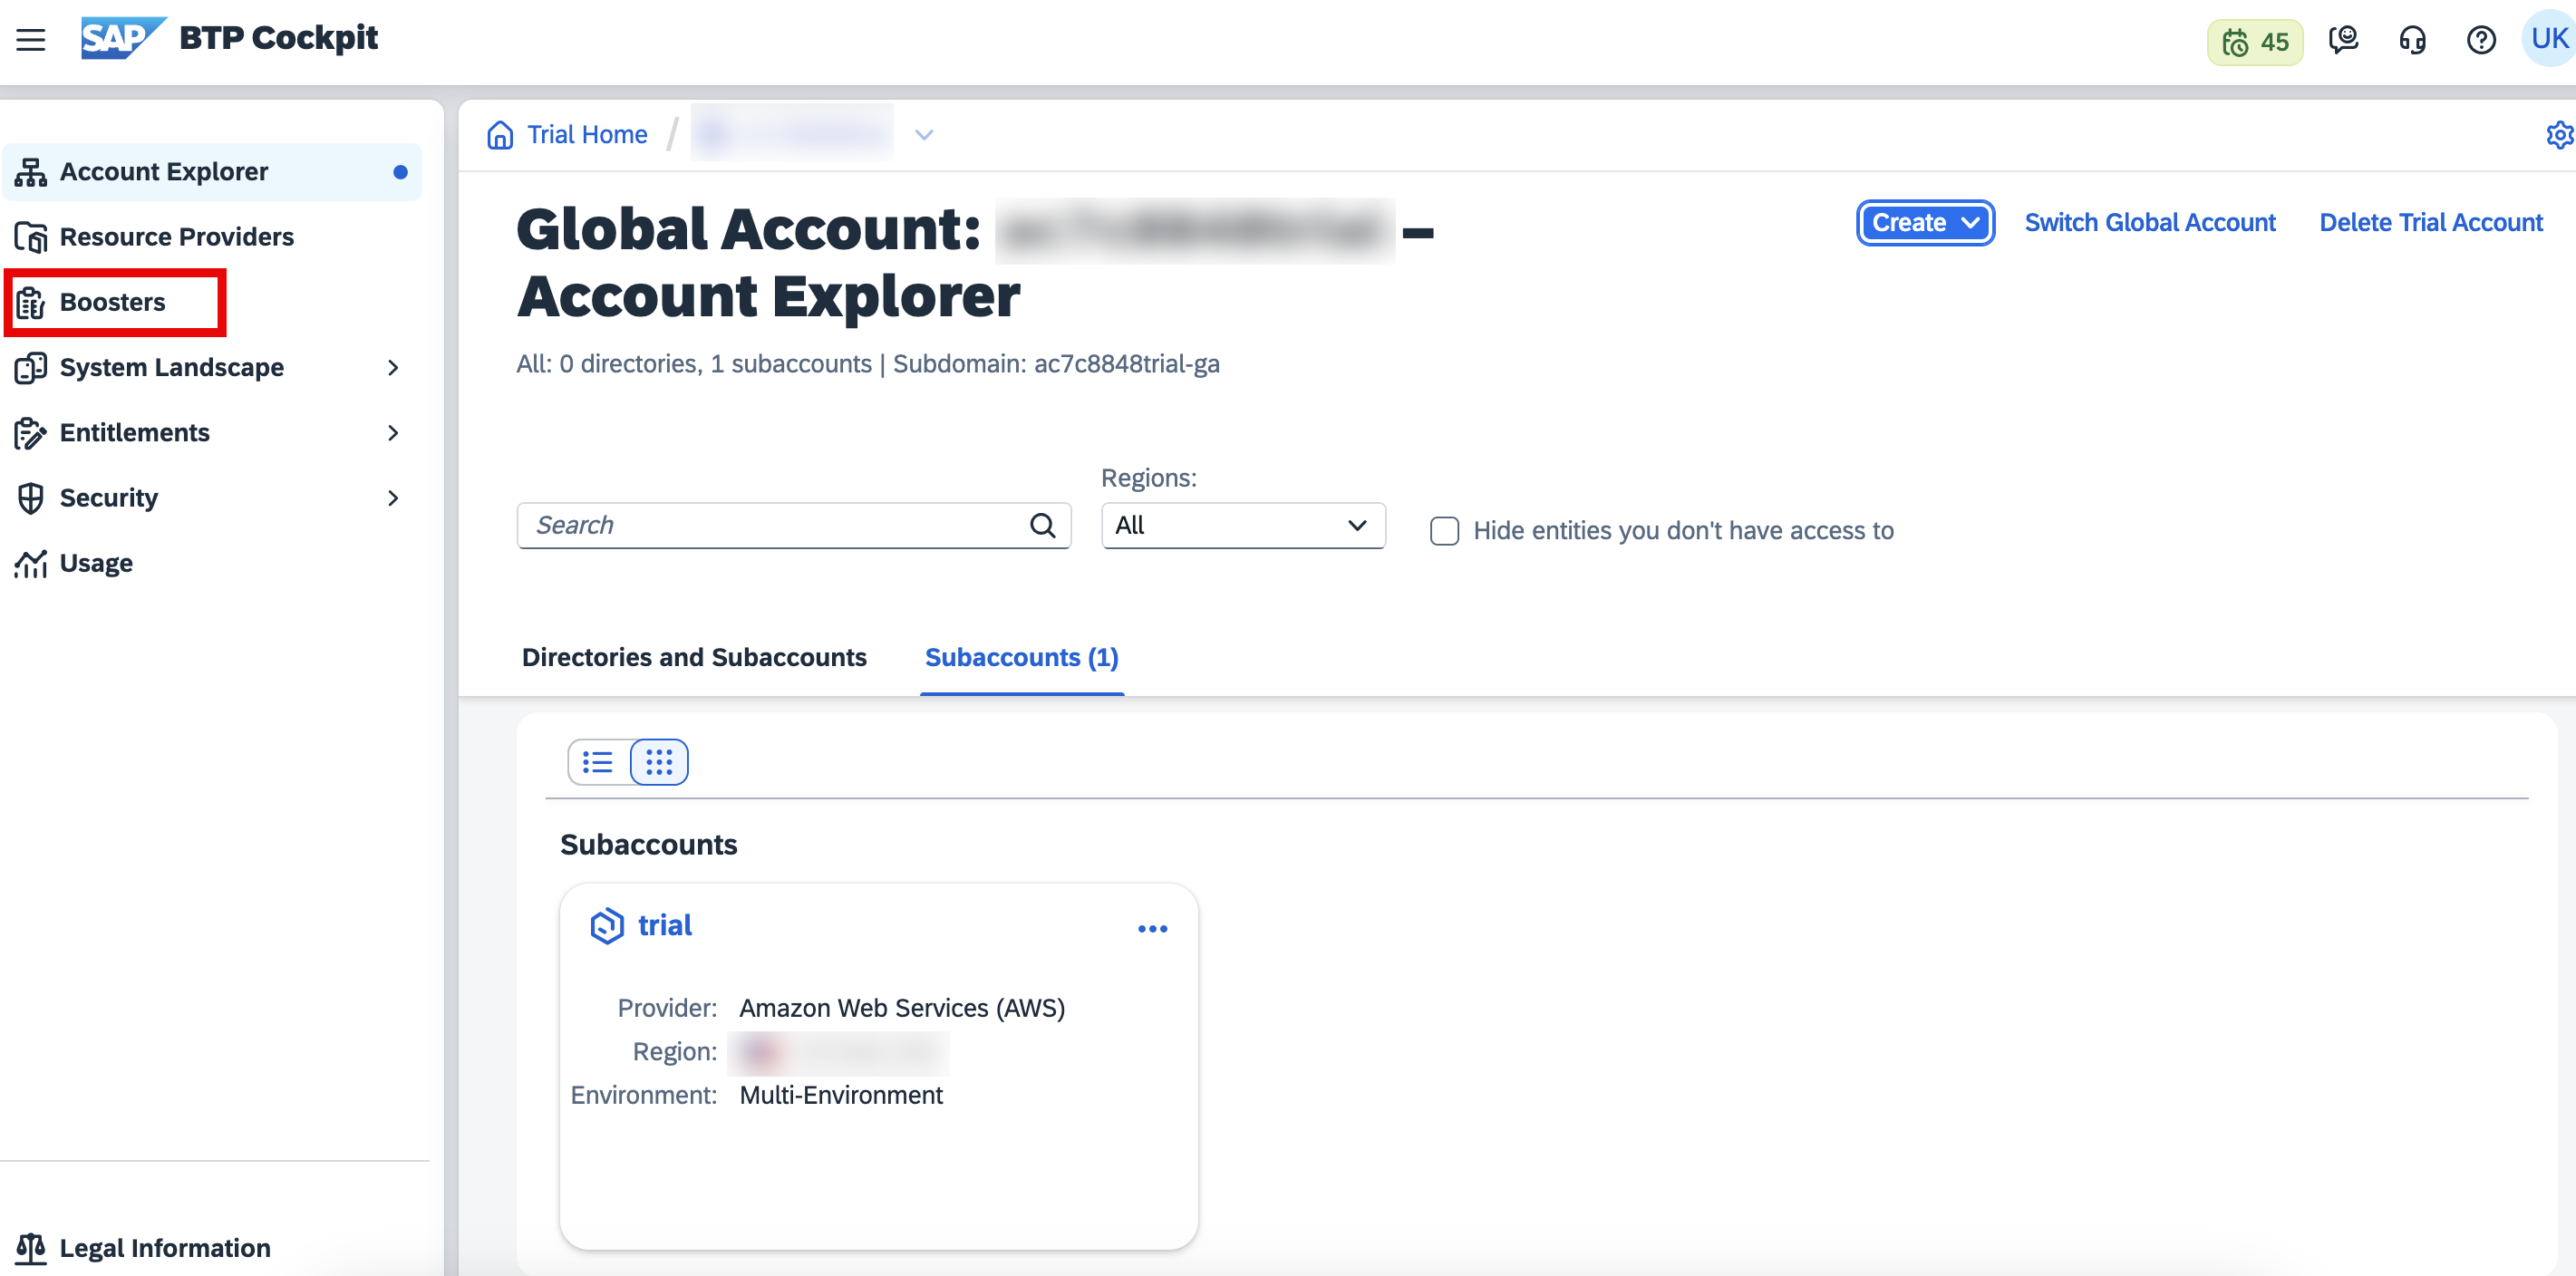 SAP BTP Cockpit
45
UK
Account Explorer
Resource Providers
Boosters
System Landscape
Entitlements
Security
Usage
Legal Information
Trial Home /
Global Account: –
Account Explorer
Create
Switch Global Account
Delete Trial Account
All: 0 directories, 1 subaccounts | Subdomain: ac7c8848trial-ga
Regions:
Search
All
Hide entities you don't have access to
Directories and Subaccounts
Subaccounts (1)
Subaccounts
trial
Provider: Amazon Web Services (AWS)
Region:
Environment: Multi-Environment